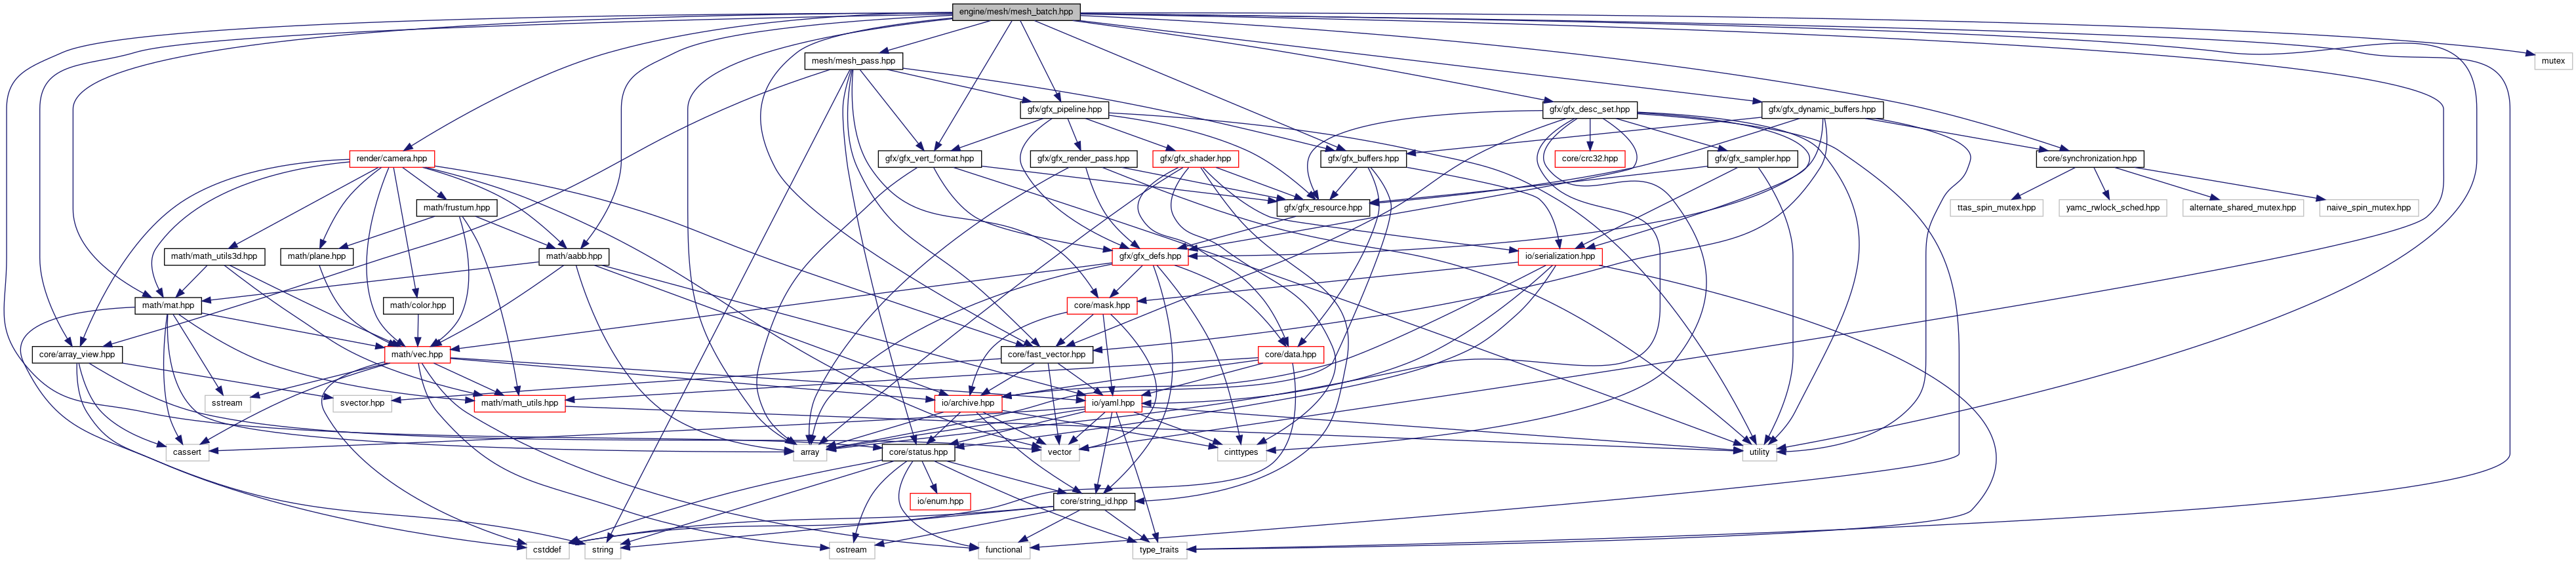 engine/mesh/mesh_batch.hpp
mesh/mesh_pass.hpp
mutex
gfx/gfx_pipeline.hpp
gfx/gfx_desc_set.hpp
gfx/gfx_dynamic_buffers.hpp
render/camera.hpp
gfx/gfx_vert_format.hpp
gfx/gfx_render_pass.hpp
gfx/gfx_shader.hpp
gfx/gfx_buffers.hpp
core/crc32.hpp
gfx/gfx_sampler.hpp
core/synchronization.hpp
math/frustum.hpp
gfx/gfx_resource.hpp
ttas_spin_mutex.hpp
yamc_rwlock_sched.hpp
alternate_shared_mutex.hpp
naive_spin_mutex.hpp
math/math_utils3d.hpp
math/plane.hpp
math/aabb.hpp
gfx/gfx_defs.hpp
io/serialization.hpp
math/mat.hpp
math/color.hpp
core/mask.hpp
core/array_view.hpp
math/vec.hpp
core/fast_vector.hpp
core/data.hpp
sstream
svector.hpp
math/math_utils.hpp
io/archive.hpp
io/yaml.hpp
cassert
array
core/status.hpp
vector
cinttypes
utility
io/enum.hpp
core/string_id.hpp
cstddef
string
ostream
functional
type_traits